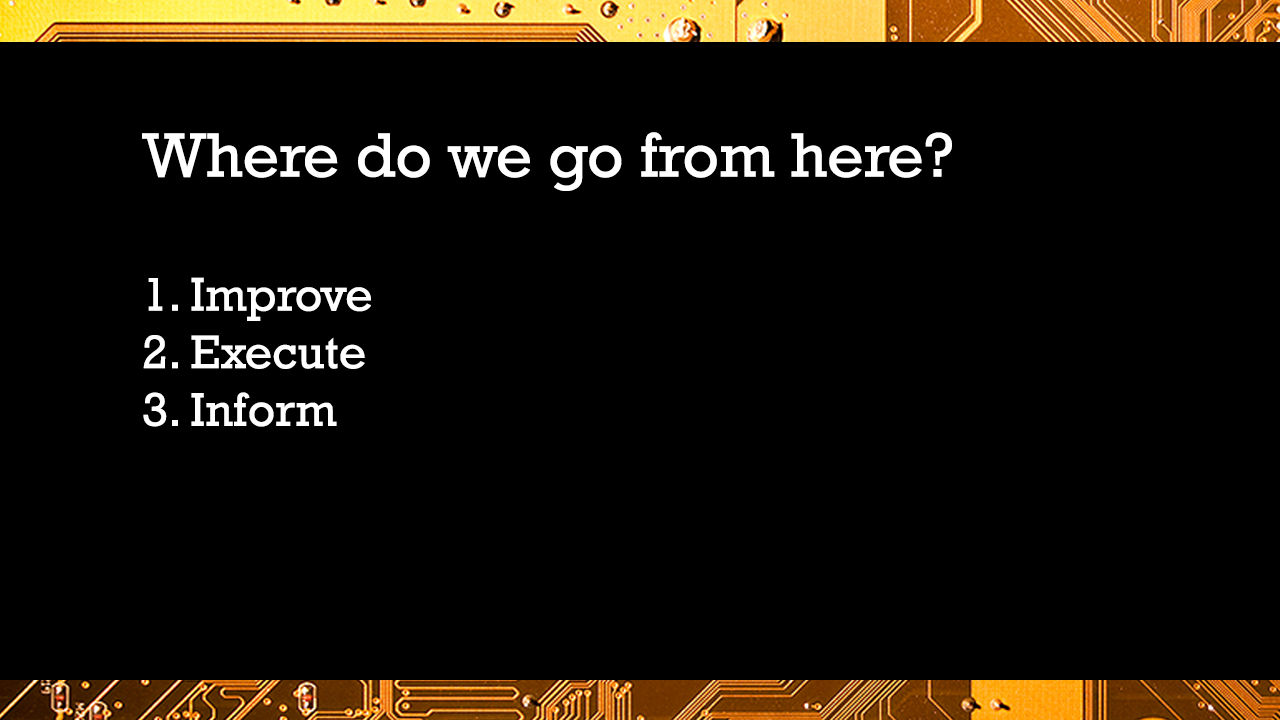 Where do we go from here?
1. Improve
2. Execute
3. Inform